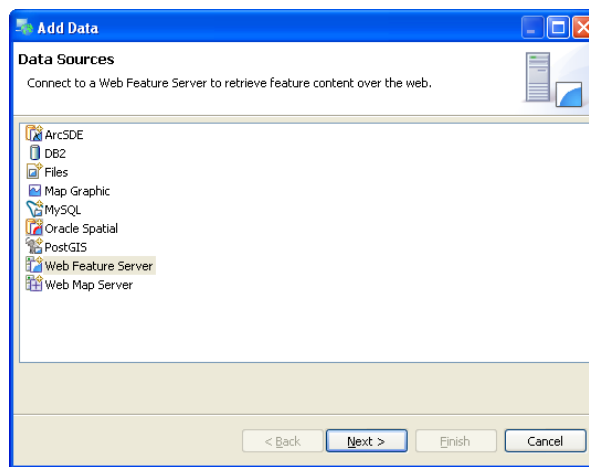 Add Data
Data Sources
Connect to a Web Feature Server to retrieve feature content over the web.
ArcSDE
DB2
Files
Map Graphic
MySQL
Oracle Spatial
PostGIS
Web Feature Server
Web Map Server
< Back Next > Finish Cancel